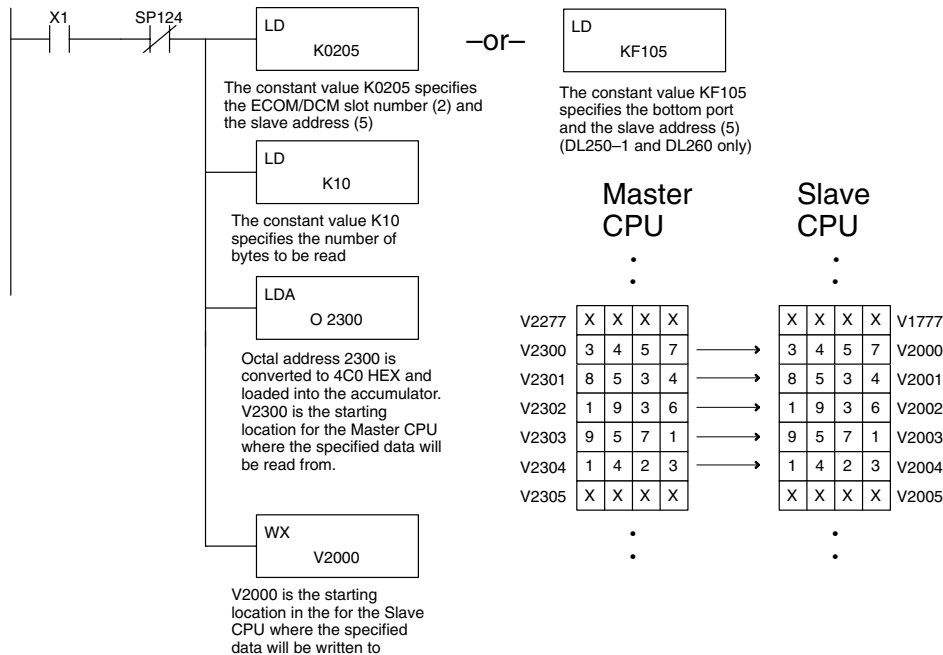 X1
SP124
LD
K0205
–or–
LD
KF105
The constant value K0205 specifies
the ECOM/DCM slot number (2) and
the slave address (5)
The constant value KF105
specifies the bottom port
and the slave address (5)
(DL250–1 and DL260 only)
LD
K10
The constant value K10
specifies the number of
bytes to be read
LDA
O 2300
Octal address 2300 is
converted to 4C0 HEX and
loaded into the accumulator.
V2300 is the starting
location for the Master CPU
where the specified data will
be read from.
WX
V2000
V2000 is the starting
location in the for the Slave
CPU where the specified
data will be written to
Master
CPU
Slave
CPU
V2277 X X X X X X X X V1777
V2300 3 4 5 7 3 4 5 7 V2000
V2301 8 5 3 4 8 5 3 4 V2001
V2302 1 9 3 6 1 9 3 6 V2002
V2303 9 5 7 1 9 5 7 1 V2003
V2304 1 4 2 3 1 4 2 3 V2004
V2305 X X X X X X X X V2005